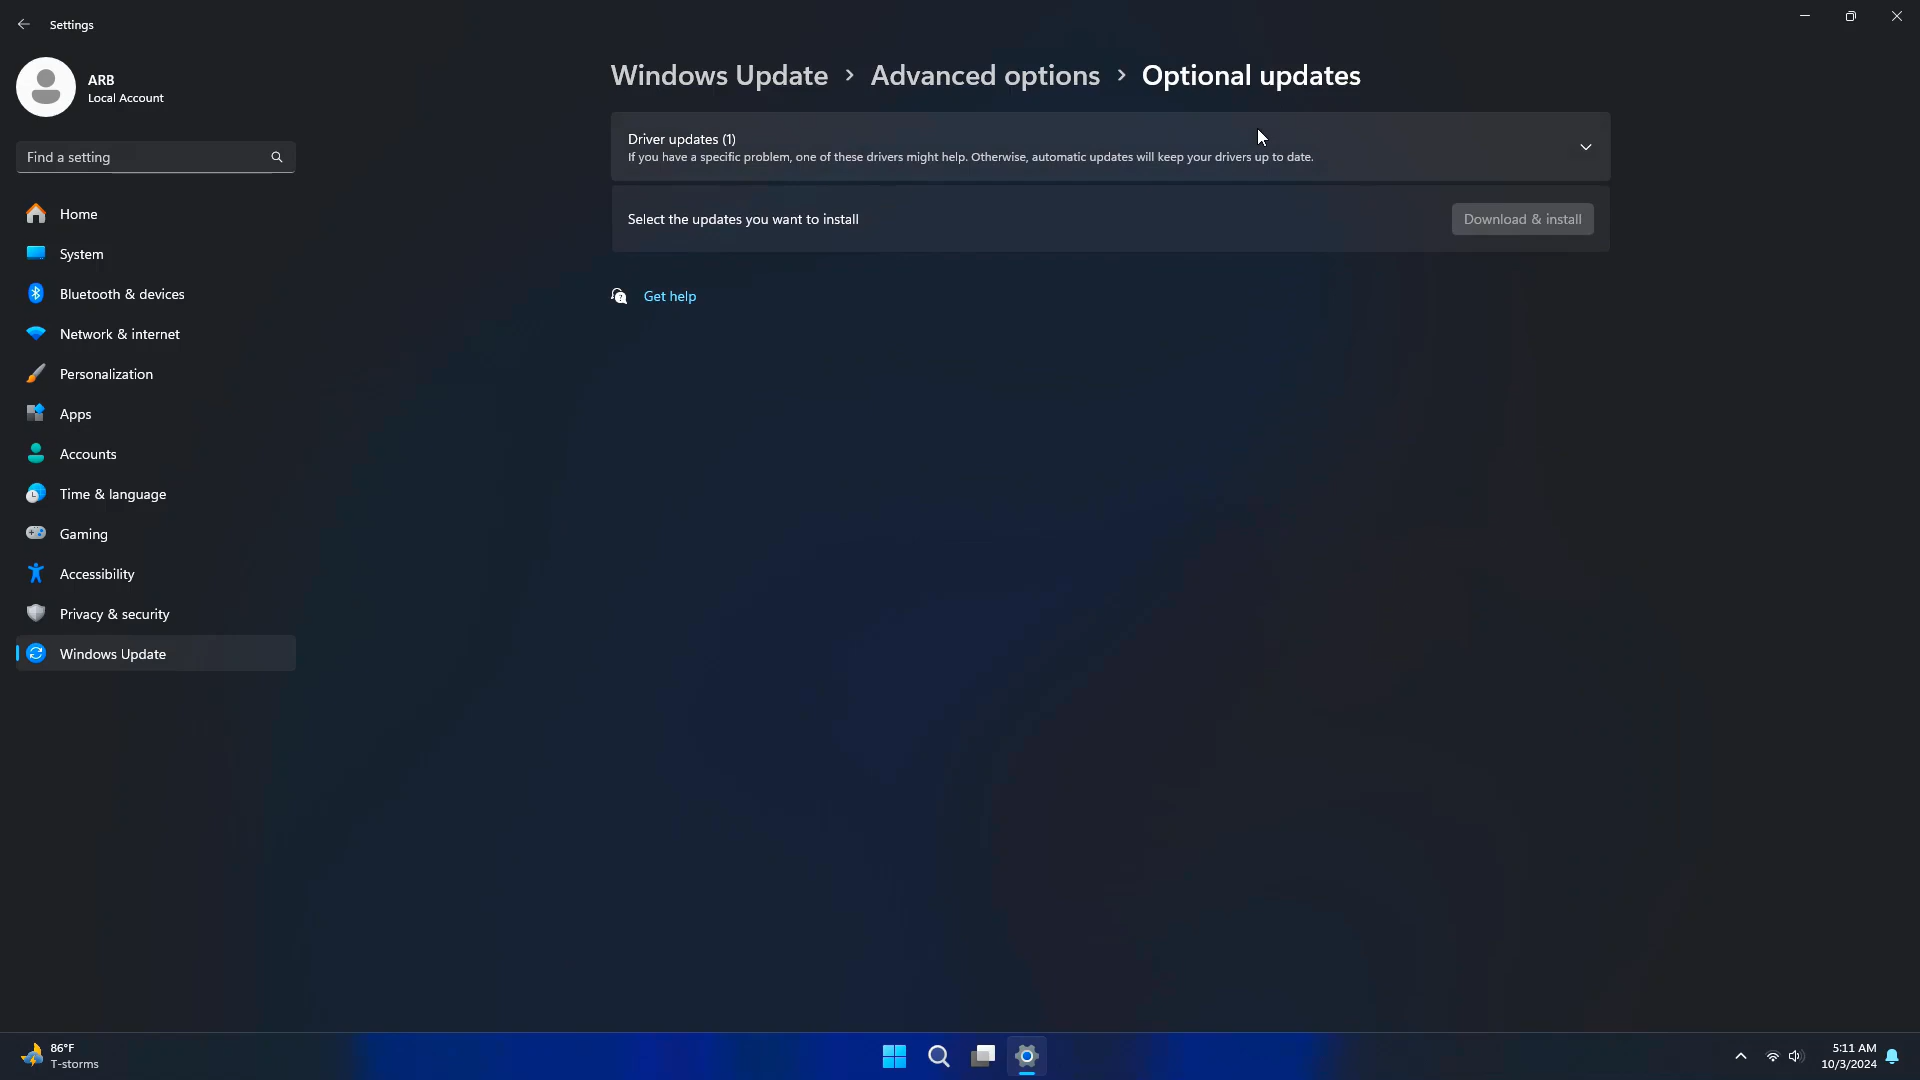 Settings
ARB
Local Account
Find a setting
Home
System
Bluetooth & devices
Network & internet
Personalization
Apps
Accounts
Time & language
Gaming
Accessibility
Privacy & security
Windows Update
Windows Update > Advanced options > Optional updates
Driver updates (1)
If you have a specific problem, one of these drivers might help. Otherwise, automatic updates will keep your drivers up to date.
Select the updates you want to install
Download & install
Get help
86°F
T-storms
5:11 AM
10/3/2024